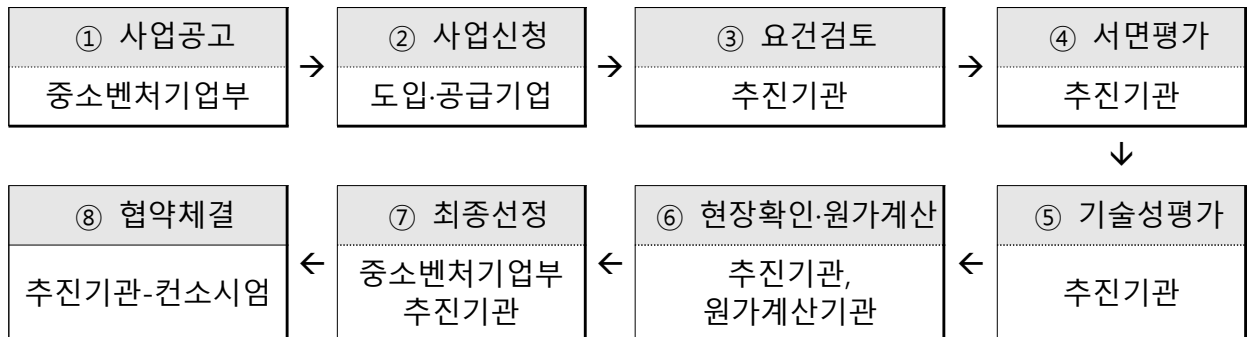 ① 사업공고
중소벤처기업부
→
② 사업신청
도입·공급기업
→
③ 요건검토
추진기관
→
④ 서면평가
추진기관
↓
⑤ 기술성평가
추진기관
←
⑥ 현장확인·원가계산
추진기관,
원가계산기관
←
⑦ 최종선정
중소벤처기업부
추진기관
←
⑧ 협약체결
추진기관-컨소시엄